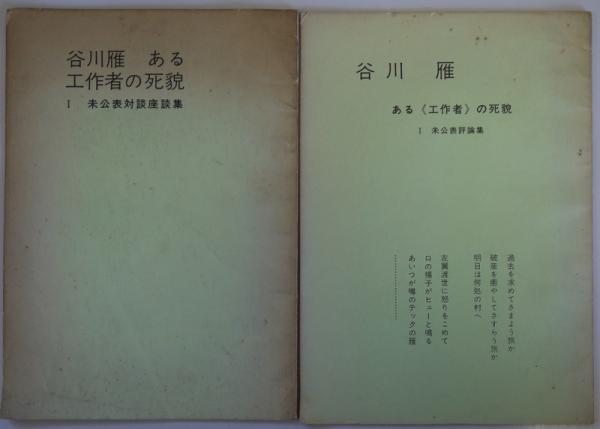 谷川雁 ある
工作者の死貌
I 未公表対談座談集
谷川 雁
ある《工作者》の死貌
I 未公表評論集
過去を求めてさまよう旅か
破産を癒やしてさすらう旅か
明日は何処の村へ
左翼渡世に怒りをこめて
口の撮子がヒューと鳴る
あいつが噂のテックの雁
………………